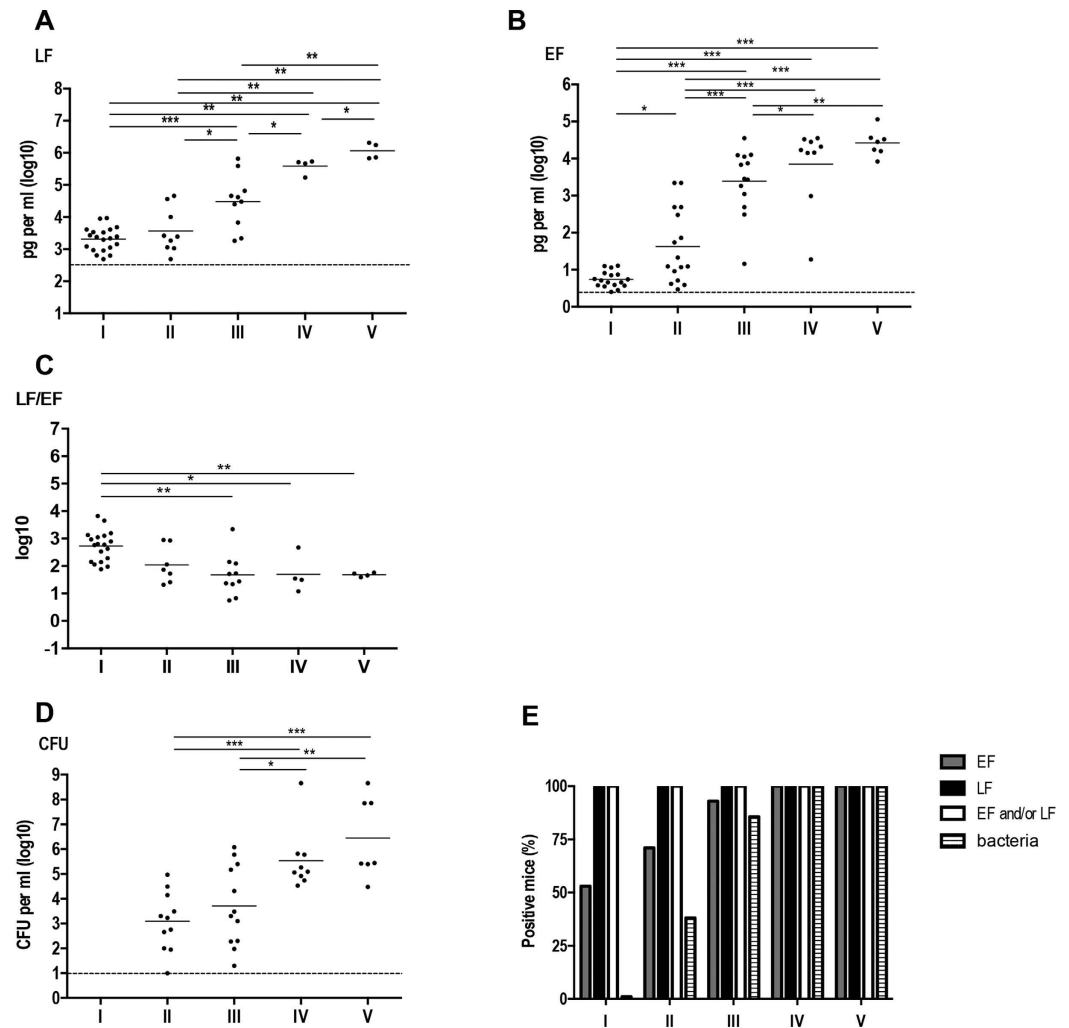 A
LF
**
**
**
**
**
***
*
*
*
pg per ml (log10)
8
7
6
5
4
3
2
1
I II III IV V
B
EF
***
***
***
***
***
***
**
*
*
pg per ml (log10)
6
5
4
3
2
1
0
I II III IV V
C
LF/EF
**
*
**
log10
7
6
5
4
3
2
1
0
-1
I II III IV V
D
CFU
***
***
**
*
CFU per ml (log10)
9
8
7
6
5
4
3
2
1
0
I II III IV V
E
Positive mice (%)
100
75
50
25
0
I II III IV V
EF
LF
EF and/or LF
bacteria